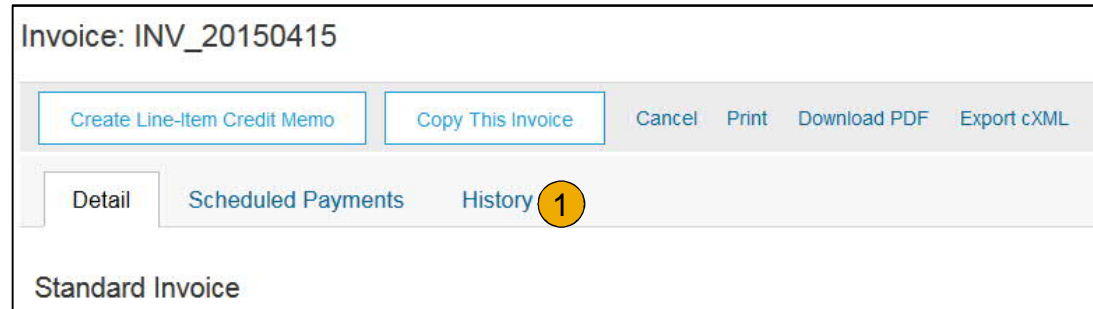 Invoice: INV_20150415
Create Line-Item Credit Memo Copy This Invoice Cancel Print Download PDF Export cXML
Detail Scheduled Payments History 1
Standard Invoice